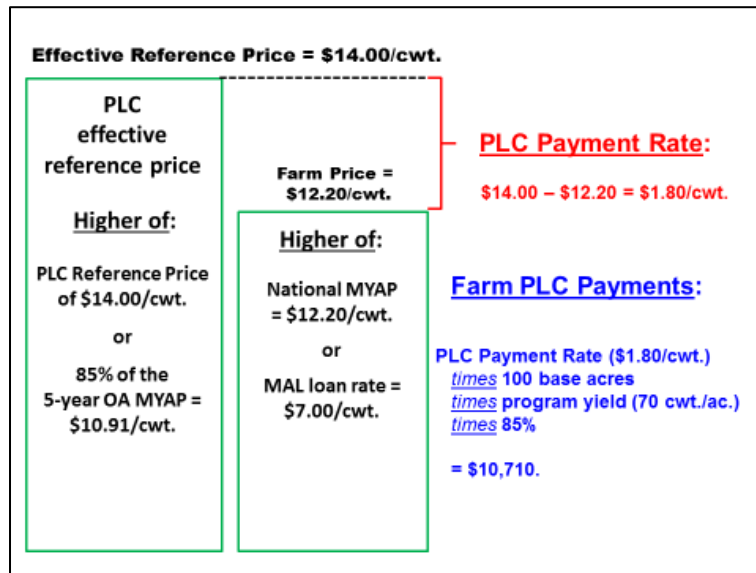 Effective Reference Price = $14.00/cwt.
PLC
effective
reference price
Higher of:
PLC Reference Price
of $14.00/cwt.
or
85% of the
5-year OA MYAP =
$10.91/cwt.
Farm Price =
$12.20/cwt.
Higher of:
National MYAP
= $12.20/cwt.
or
MAL loan rate =
$7.00/cwt.
PLC Payment Rate:
$14.00 – $12.20 = $1.80/cwt.
Farm PLC Payments:
PLC Payment Rate ($1.80/cwt.)
times 100 base acres
times program yield (70 cwt./ac.)
times 85%
= $10,710.